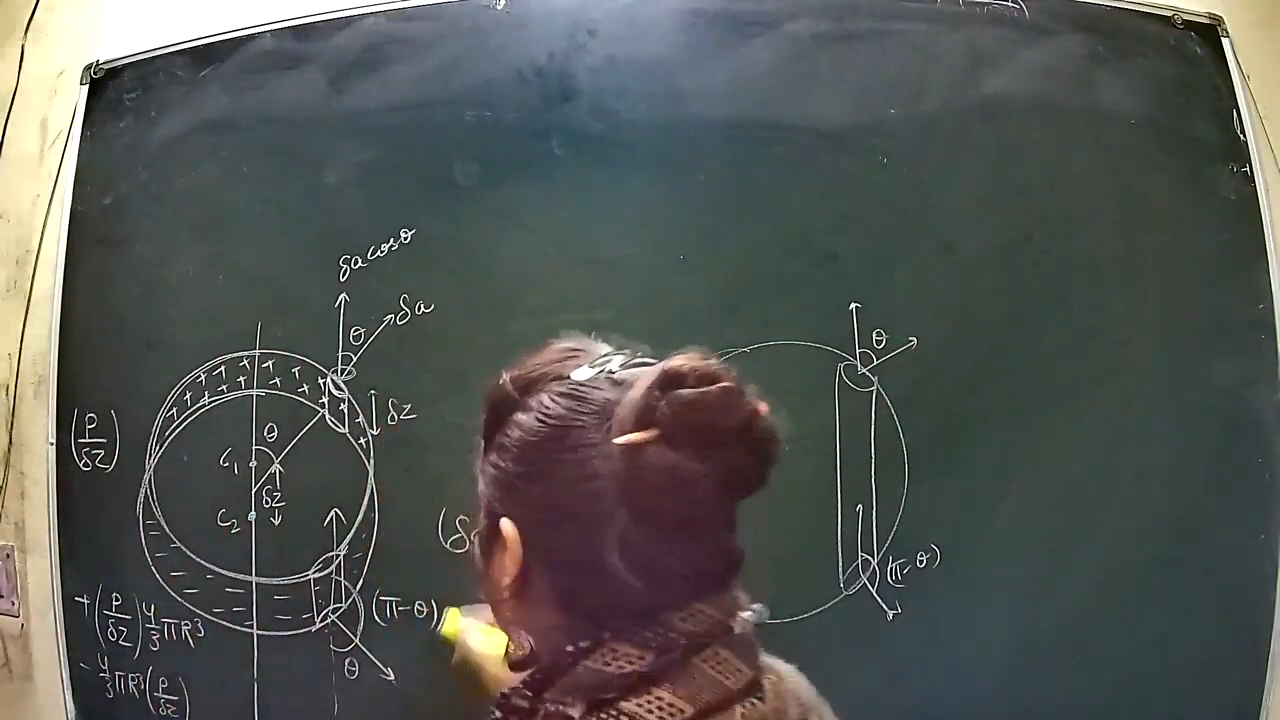 δa cosθ
θ
δa
δz
(P/δz)
θ
C₁
δz
C₂
+(P/δz) 4/3 πR³
- 4/3 πR³ (P/δz)
(π-θ)
θ
(δ
θ
(π-θ)